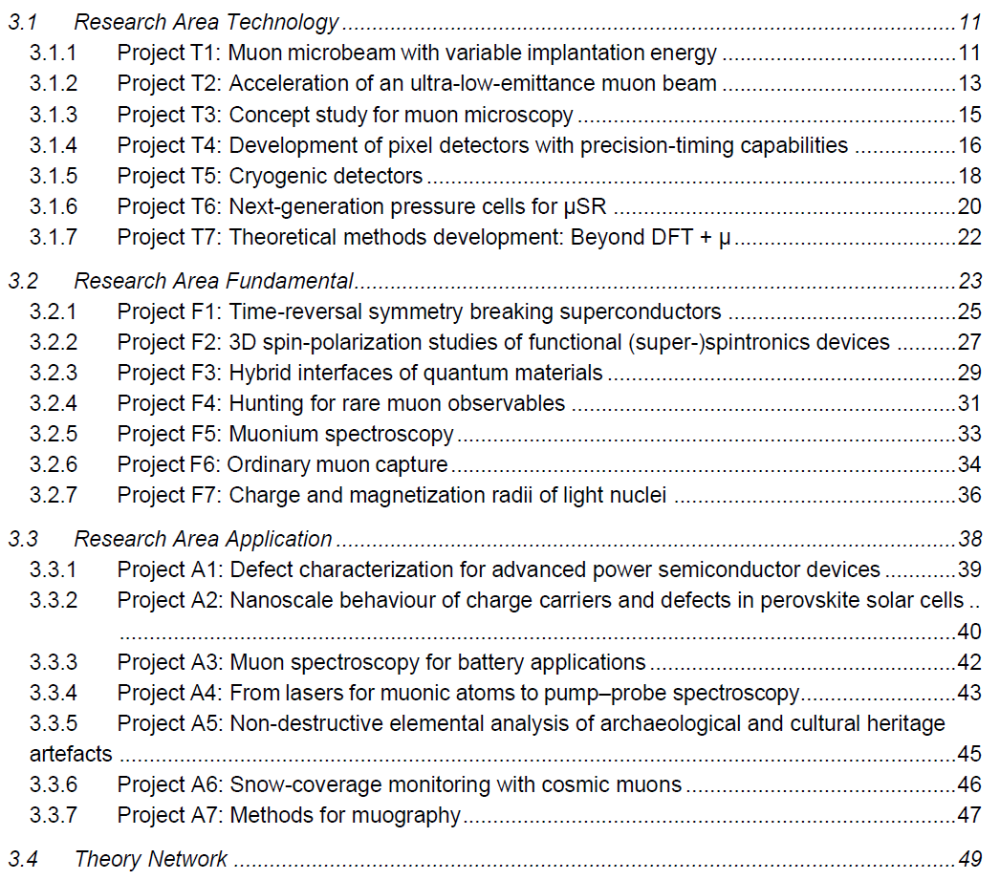 3.1 Research Area Technology 11
3.1.1 Project T1: Muon microbeam with variable implantation energy 11
3.1.2 Project T2: Acceleration of an ultra-low-emittance muon beam 13
3.1.3 Project T3: Concept study for muon microscopy 15
3.1.4 Project T4: Development of pixel detectors with precision-timing capabilities 16
3.1.5 Project T5: Cryogenic detectors 18
3.1.6 Project T6: Next-generation pressure cells for µSR 20
3.1.7 Project T7: Theoretical methods development: Beyond DFT + µ 22
3.2 Research Area Fundamental 23
3.2.1 Project F1: Time-reversal symmetry breaking superconductors 25
3.2.2 Project F2: 3D spin-polarization studies of functional (super-)spintronics devices 27
3.2.3 Project F3: Hybrid interfaces of quantum materials 29
3.2.4 Project F4: Hunting for rare muon observables 31
3.2.5 Project F5: Muonium spectroscopy 33
3.2.6 Project F6: Ordinary muon capture 34
3.2.7 Project F7: Charge and magnetization radii of light nuclei 36
3.3 Research Area Application 38
3.3.1 Project A1: Defect characterization for advanced power semiconductor devices 39
3.3.2 Project A2: Nanoscale behaviour of charge carriers and defects in perovskite solar cells ..
40
3.3.3 Project A3: Muon spectroscopy for battery applications 42
3.3.4 Project A4: From lasers for muonic atoms to pump–probe spectroscopy 43
3.3.5 Project A5: Non-destructive elemental analysis of archaeological and cultural heritage
artefacts 45
3.3.6 Project A6: Snow-coverage monitoring with cosmic muons 46
3.3.7 Project A7: Methods for muography 47
3.4 Theory Network 49